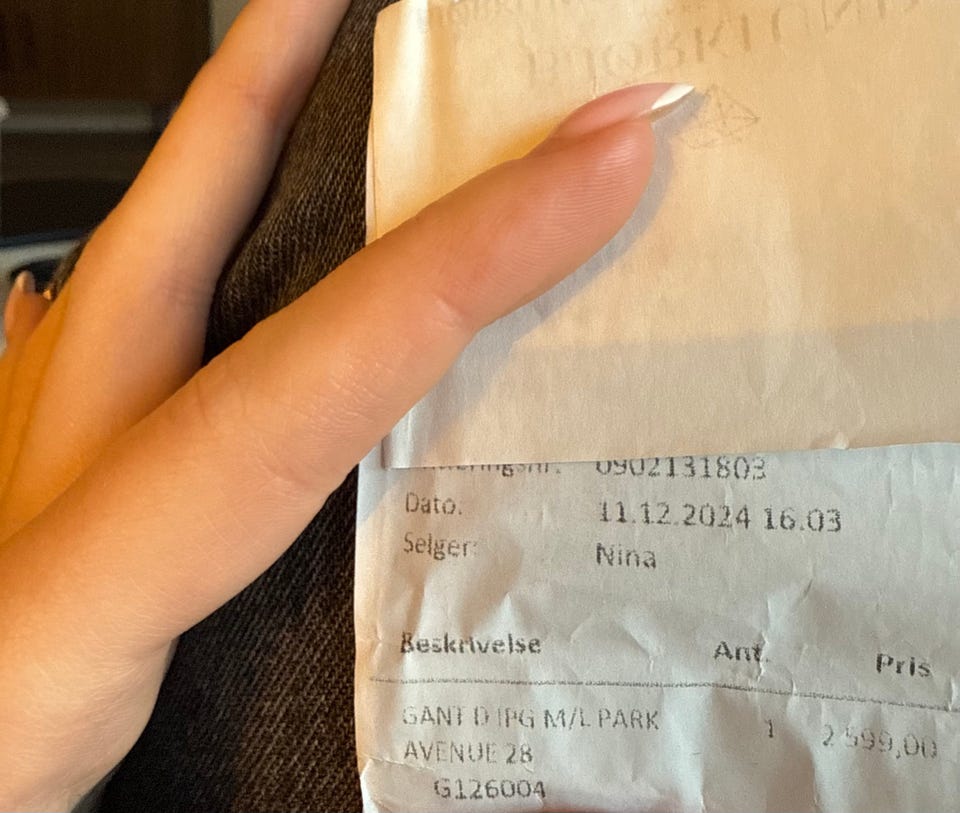 BJØRKLUND
0902131803
Dato: 11.12.2024 16.03
Selger: Nina
Beskrivelse Ant. Pris
GANT D IPG M/L PARK 1 2 599,00
AVENUE 28
G126004